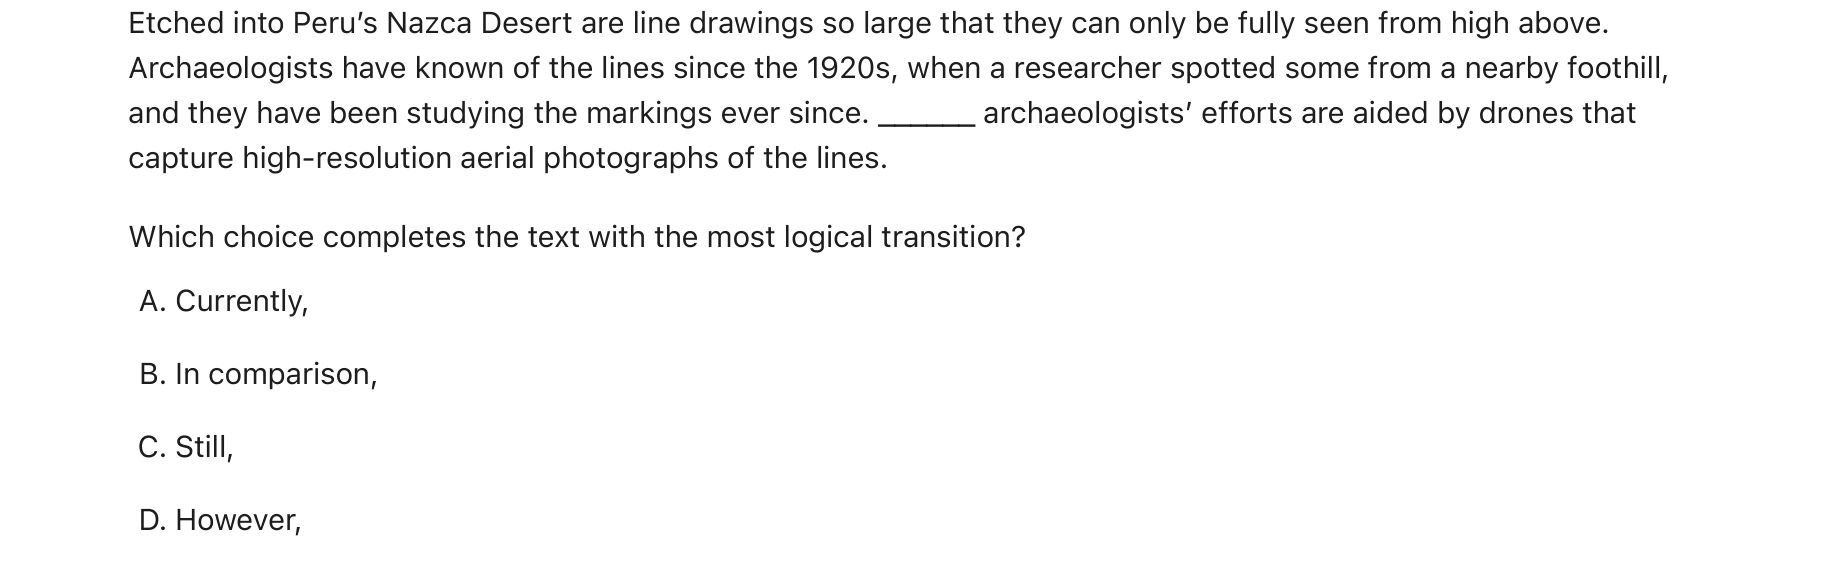 Etched into Peru’s Nazca Desert are line drawings so large that they can only be fully seen from high above.
Archaeologists have known of the lines since the 1920s, when a researcher spotted some from a nearby foothill,
and they have been studying the markings ever since. ______ archaeologists’ efforts are aided by drones that
capture high-resolution aerial photographs of the lines.
Which choice completes the text with the most logical transition?
A. Currently,
B. In comparison,
C. Still,
D. However,